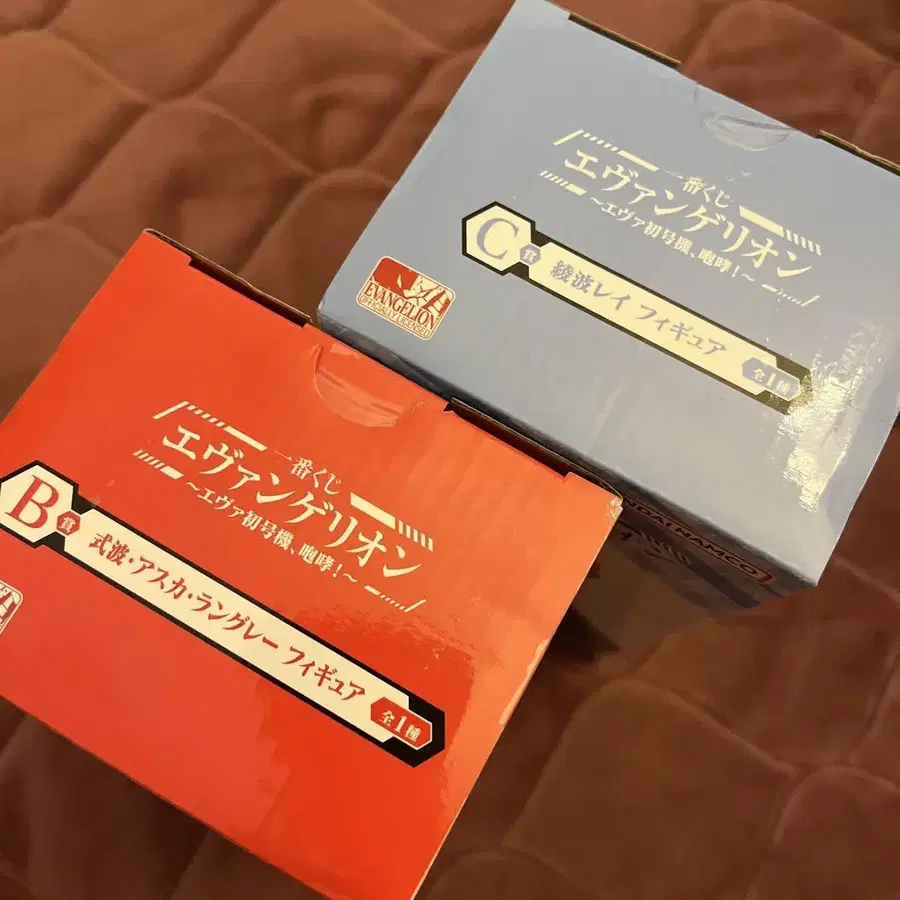 一番くじ
エヴァンゲリオン
～エヴァ初号機、咆哮！～
C賞 綾波レイ フィギュア 全1種
EVANGELION
OFFICIALLY LICENSED
BANDAI NAMCO
一番くじ
エヴァンゲリオン
～エヴァ初号機、咆哮！～
B賞 式波・アスカ・ラングレー フィギュア 全1種